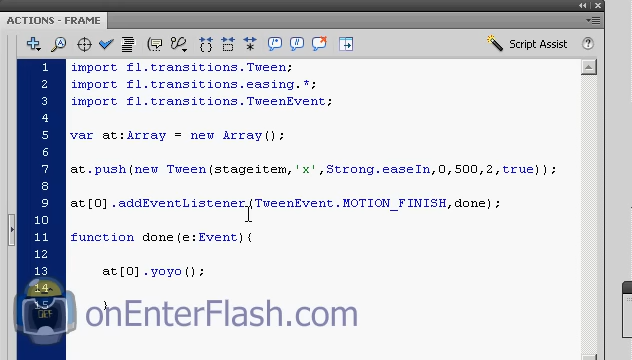 ACTIONS - FRAME
Script Assist
1 import fl.transitions.Tween;
2 import fl.transitions.easing.*;
3 import fl.transitions.TweenEvent;
4
5 var at:Array = new Array();
6
7 at.push(new Tween(stageitem,'x',Strong.easeIn,0,500,2,true));
8
9 at[0].addEventListener(TweenEvent.MOTION_FINISH,done);
10
11 function done(e:Event){
12
13 at[0].yoyo();
14
15 }
OEF onEnterFlash.com